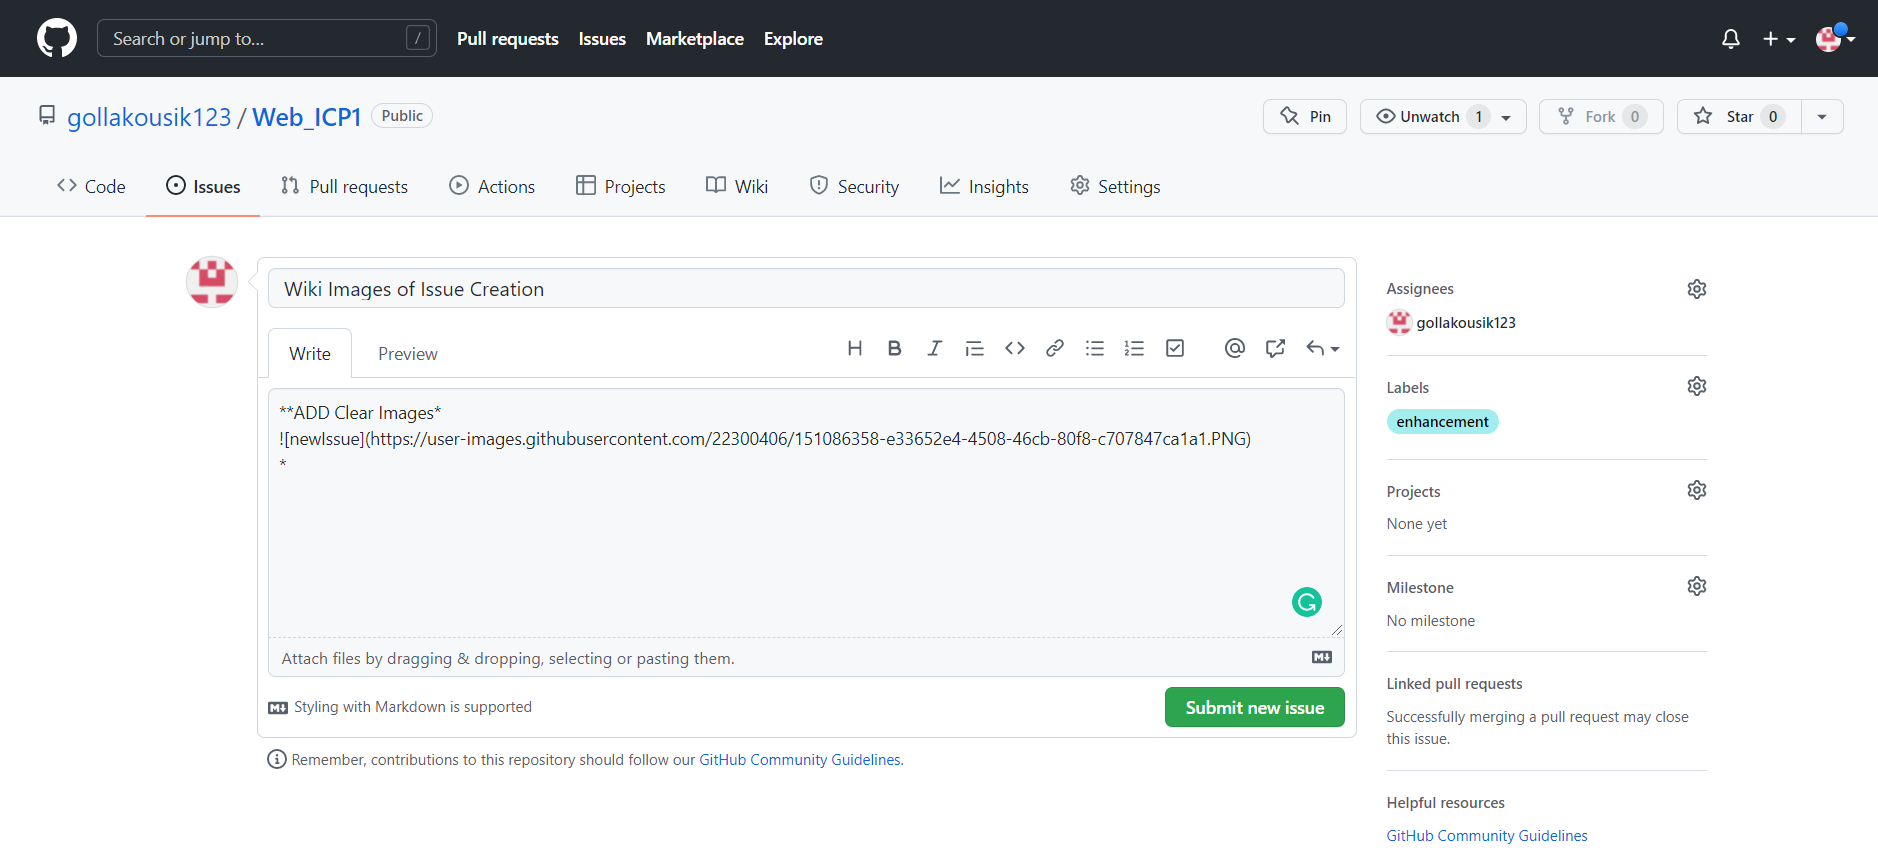 Search or jump to... /
Pull requests Issues Marketplace Explore
gollakousik123 / Web_ICP1 Public
Pin
Unwatch 1
Fork 0
Star 0
Code Issues Pull requests Actions Projects Wiki Security Insights Settings
Wiki Images of Issue Creation
Write Preview
**ADD Clear Images*
![newIssue](https://user-images.githubusercontent.com/22300406/151086358-e33652e4-4508-46cb-80f8-c707847ca1a1.PNG)
*
Attach files by dragging & dropping, selecting or pasting them.
Styling with Markdown is supported
Submit new issue
Remember, contributions to this repository should follow our GitHub Community Guidelines.
Assignees
gollakousik123
Labels
enhancement
Projects
None yet
Milestone
No milestone
Linked pull requests
Successfully merging a pull request may close
this issue.
Helpful resources
GitHub Community Guidelines